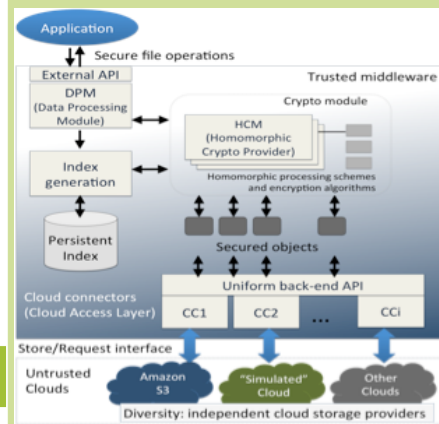 Application
Secure file operations
External API
Trusted middleware
DPM
(Data Processing
Module)
Crypto module
HCM
(Homomorphic
Crypto Provider)
Index
generation
Homomorphic processing schemes
and encryption algorithms
Persistent
Index
Secured objects
Uniform back-end API
Cloud connectors
(Cloud Access Layer)
CC1
CC2
...
CCi
Store/Request interface
Untrusted
Clouds
Amazon
S3
"Simulated"
Cloud
Other
Clouds
Diversity: independent cloud storage providers